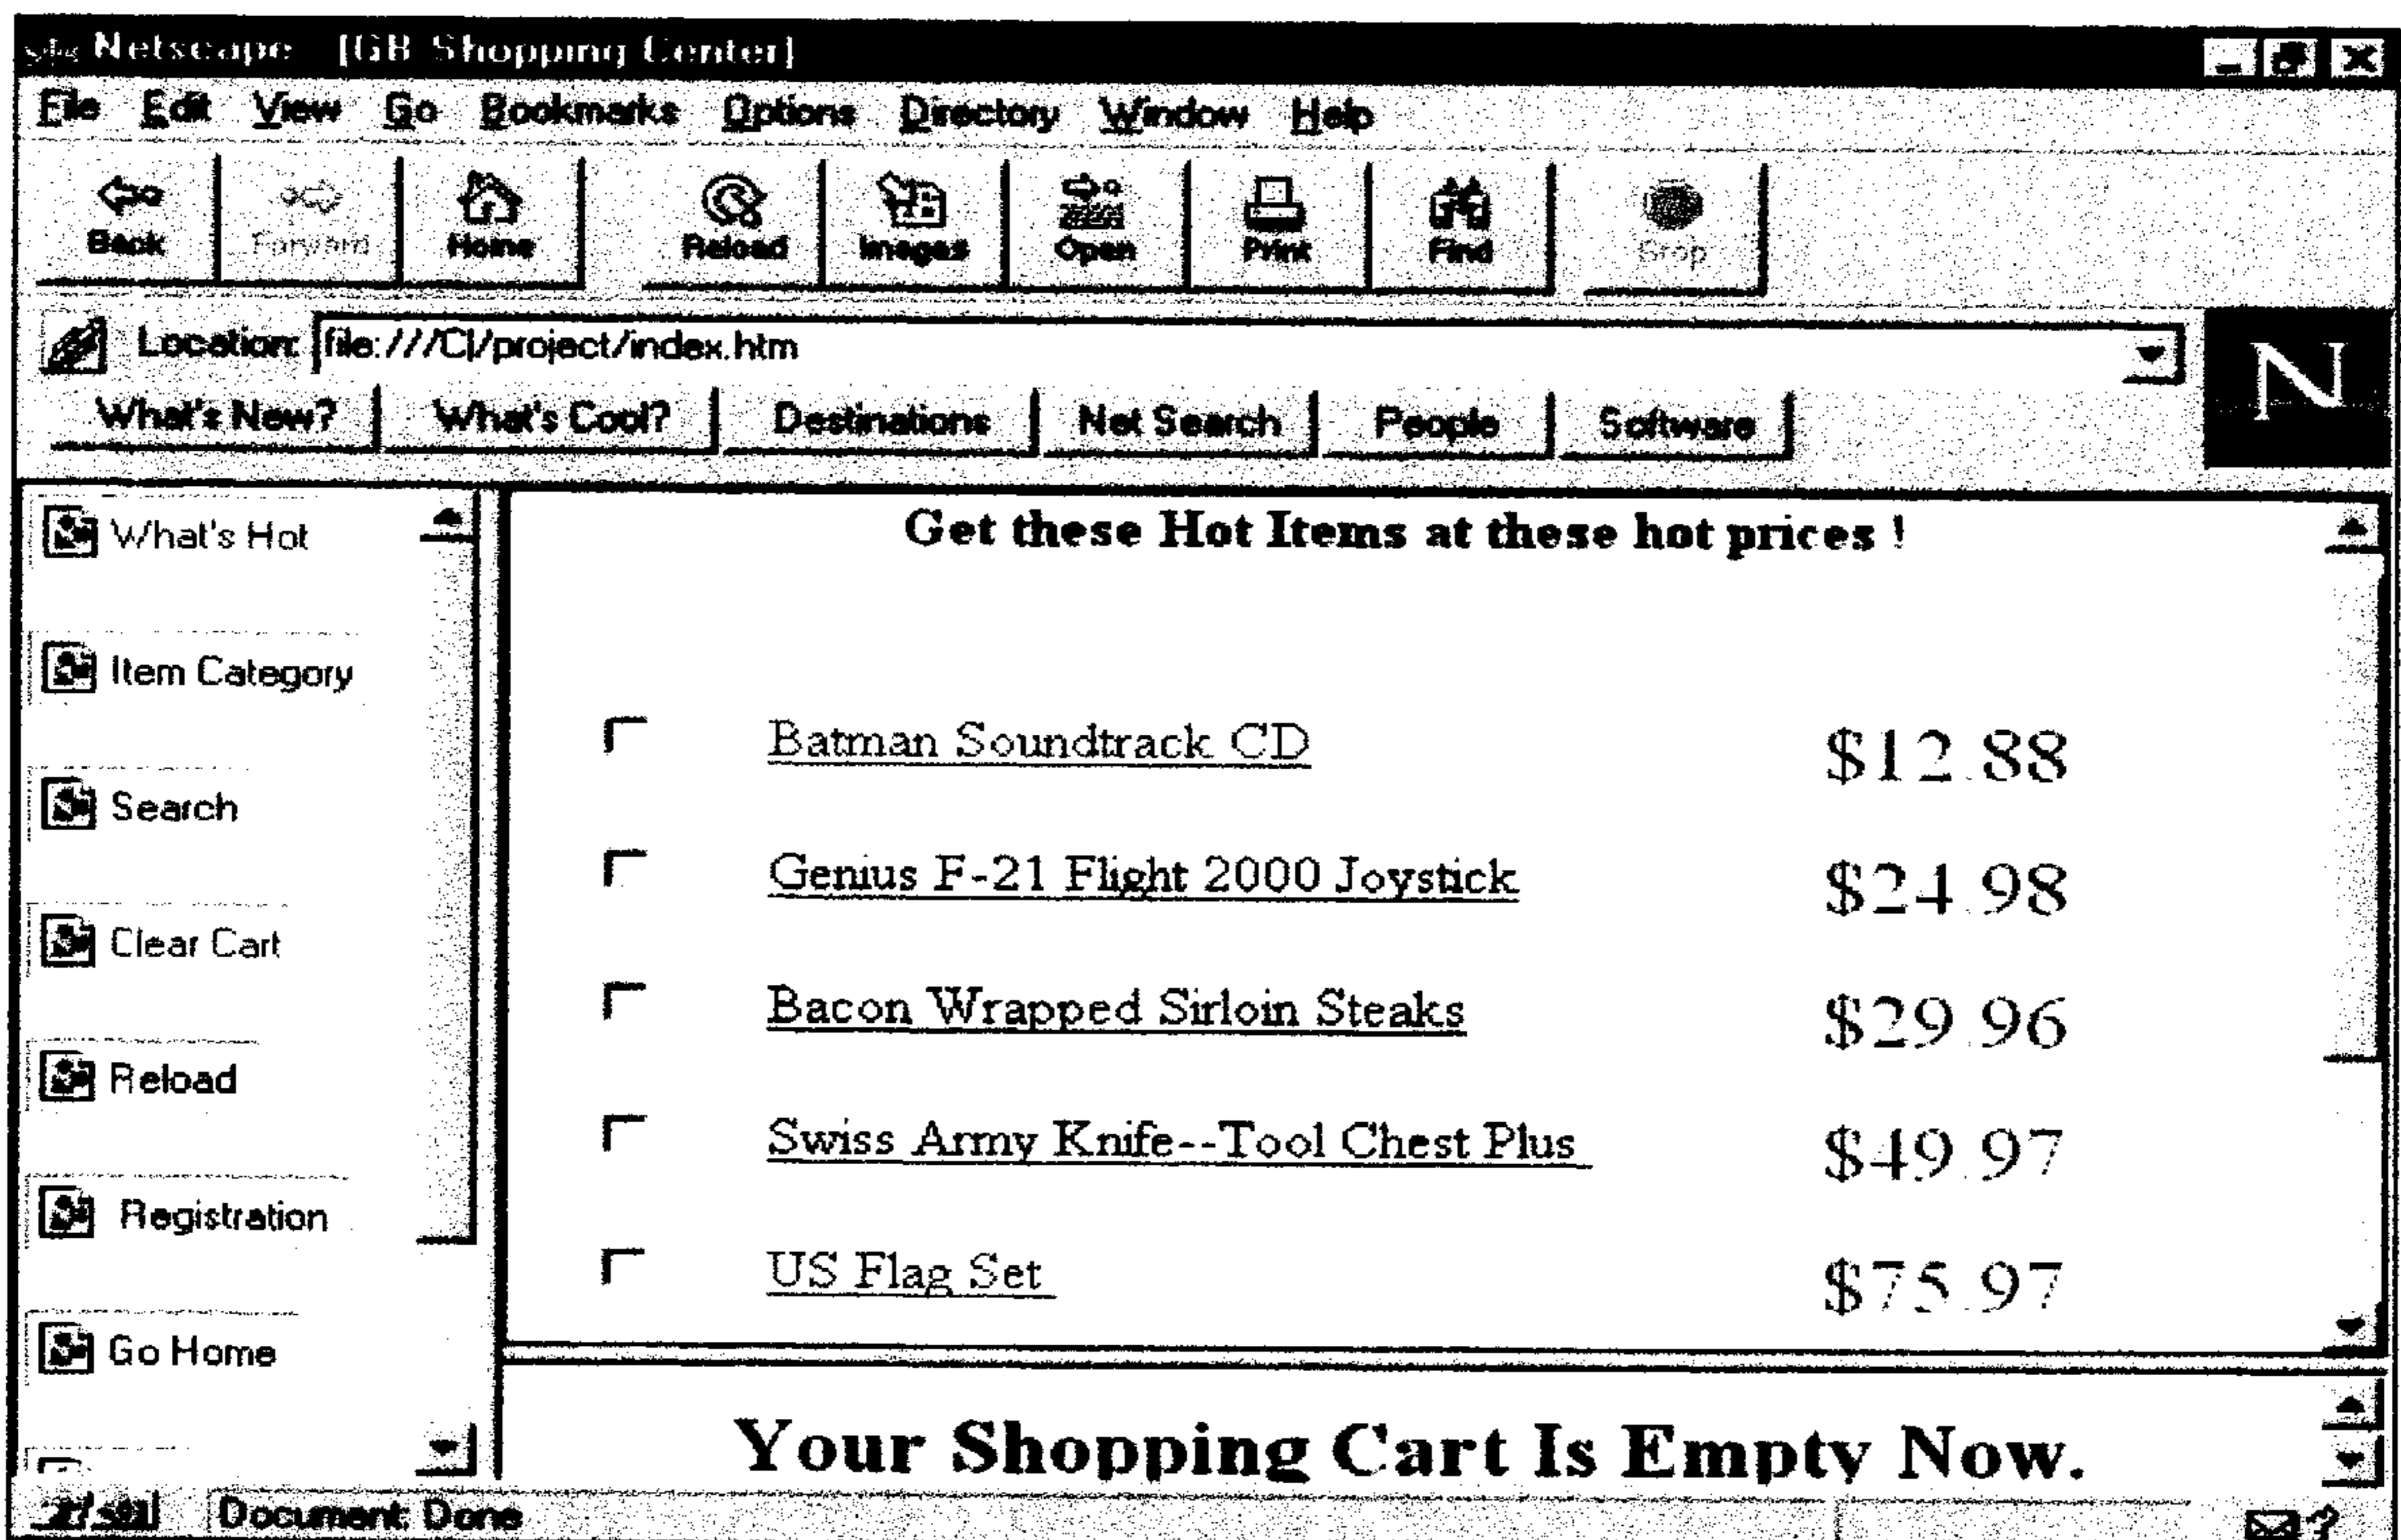 Netscape [GB Shopping Center]
File Edit View Go Bookmarks Options Directory Window Help
Back Forward Home Reload Images Open Print Find Stop
Location: file:///C|/project/index.htm
N
What's New? What's Cool? Destinations Net Search People Software
What's Hot
Item Category
Search
Clear Cart
Reload
Registration
Go Home
Get these Hot Items at these hot prices !
Batman Soundtrack CD $12.88
Genius F-21 Flight 2000 Joystick $24.98
Bacon Wrapped Sirloin Steaks $29.96
Swiss Army Knife--Tool Chest Plus $49.97
US Flag Set $75.97
Your Shopping Cart Is Empty Now.
Document: Done
?